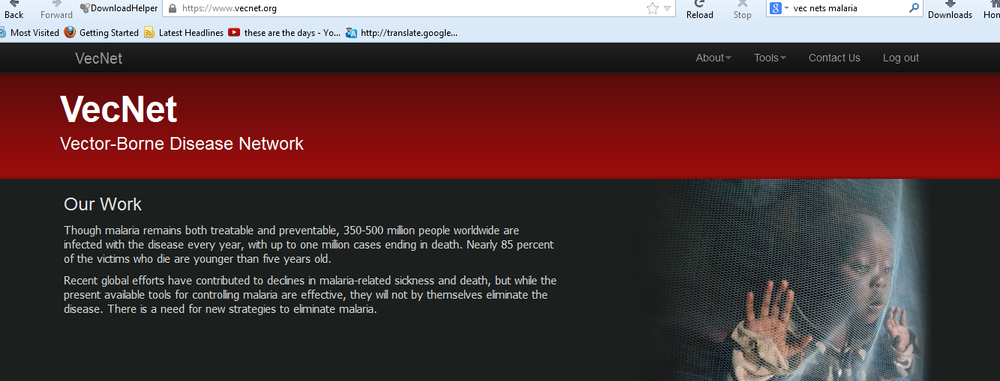 Back Forward DownloadHelper https://www.vecnet.org Reload Stop vec nets malaria Downloads
Most Visited Getting Started Latest Headlines these are the days - Yo... http://translate.google...
VecNet About Tools Contact Us Log out
VecNet
Vector-Borne Disease Network
Our Work
Though malaria remains both treatable and preventable, 350-500 million people worldwide are
infected with the disease every year, with up to one million cases ending in death. Nearly 85 percent
of the victims who die are younger than five years old.
Recent global efforts have contributed to declines in malaria-related sickness and death, but while the
present available tools for controlling malaria are effective, they will not by themselves eliminate the
disease. There is a need for new strategies to eliminate malaria.